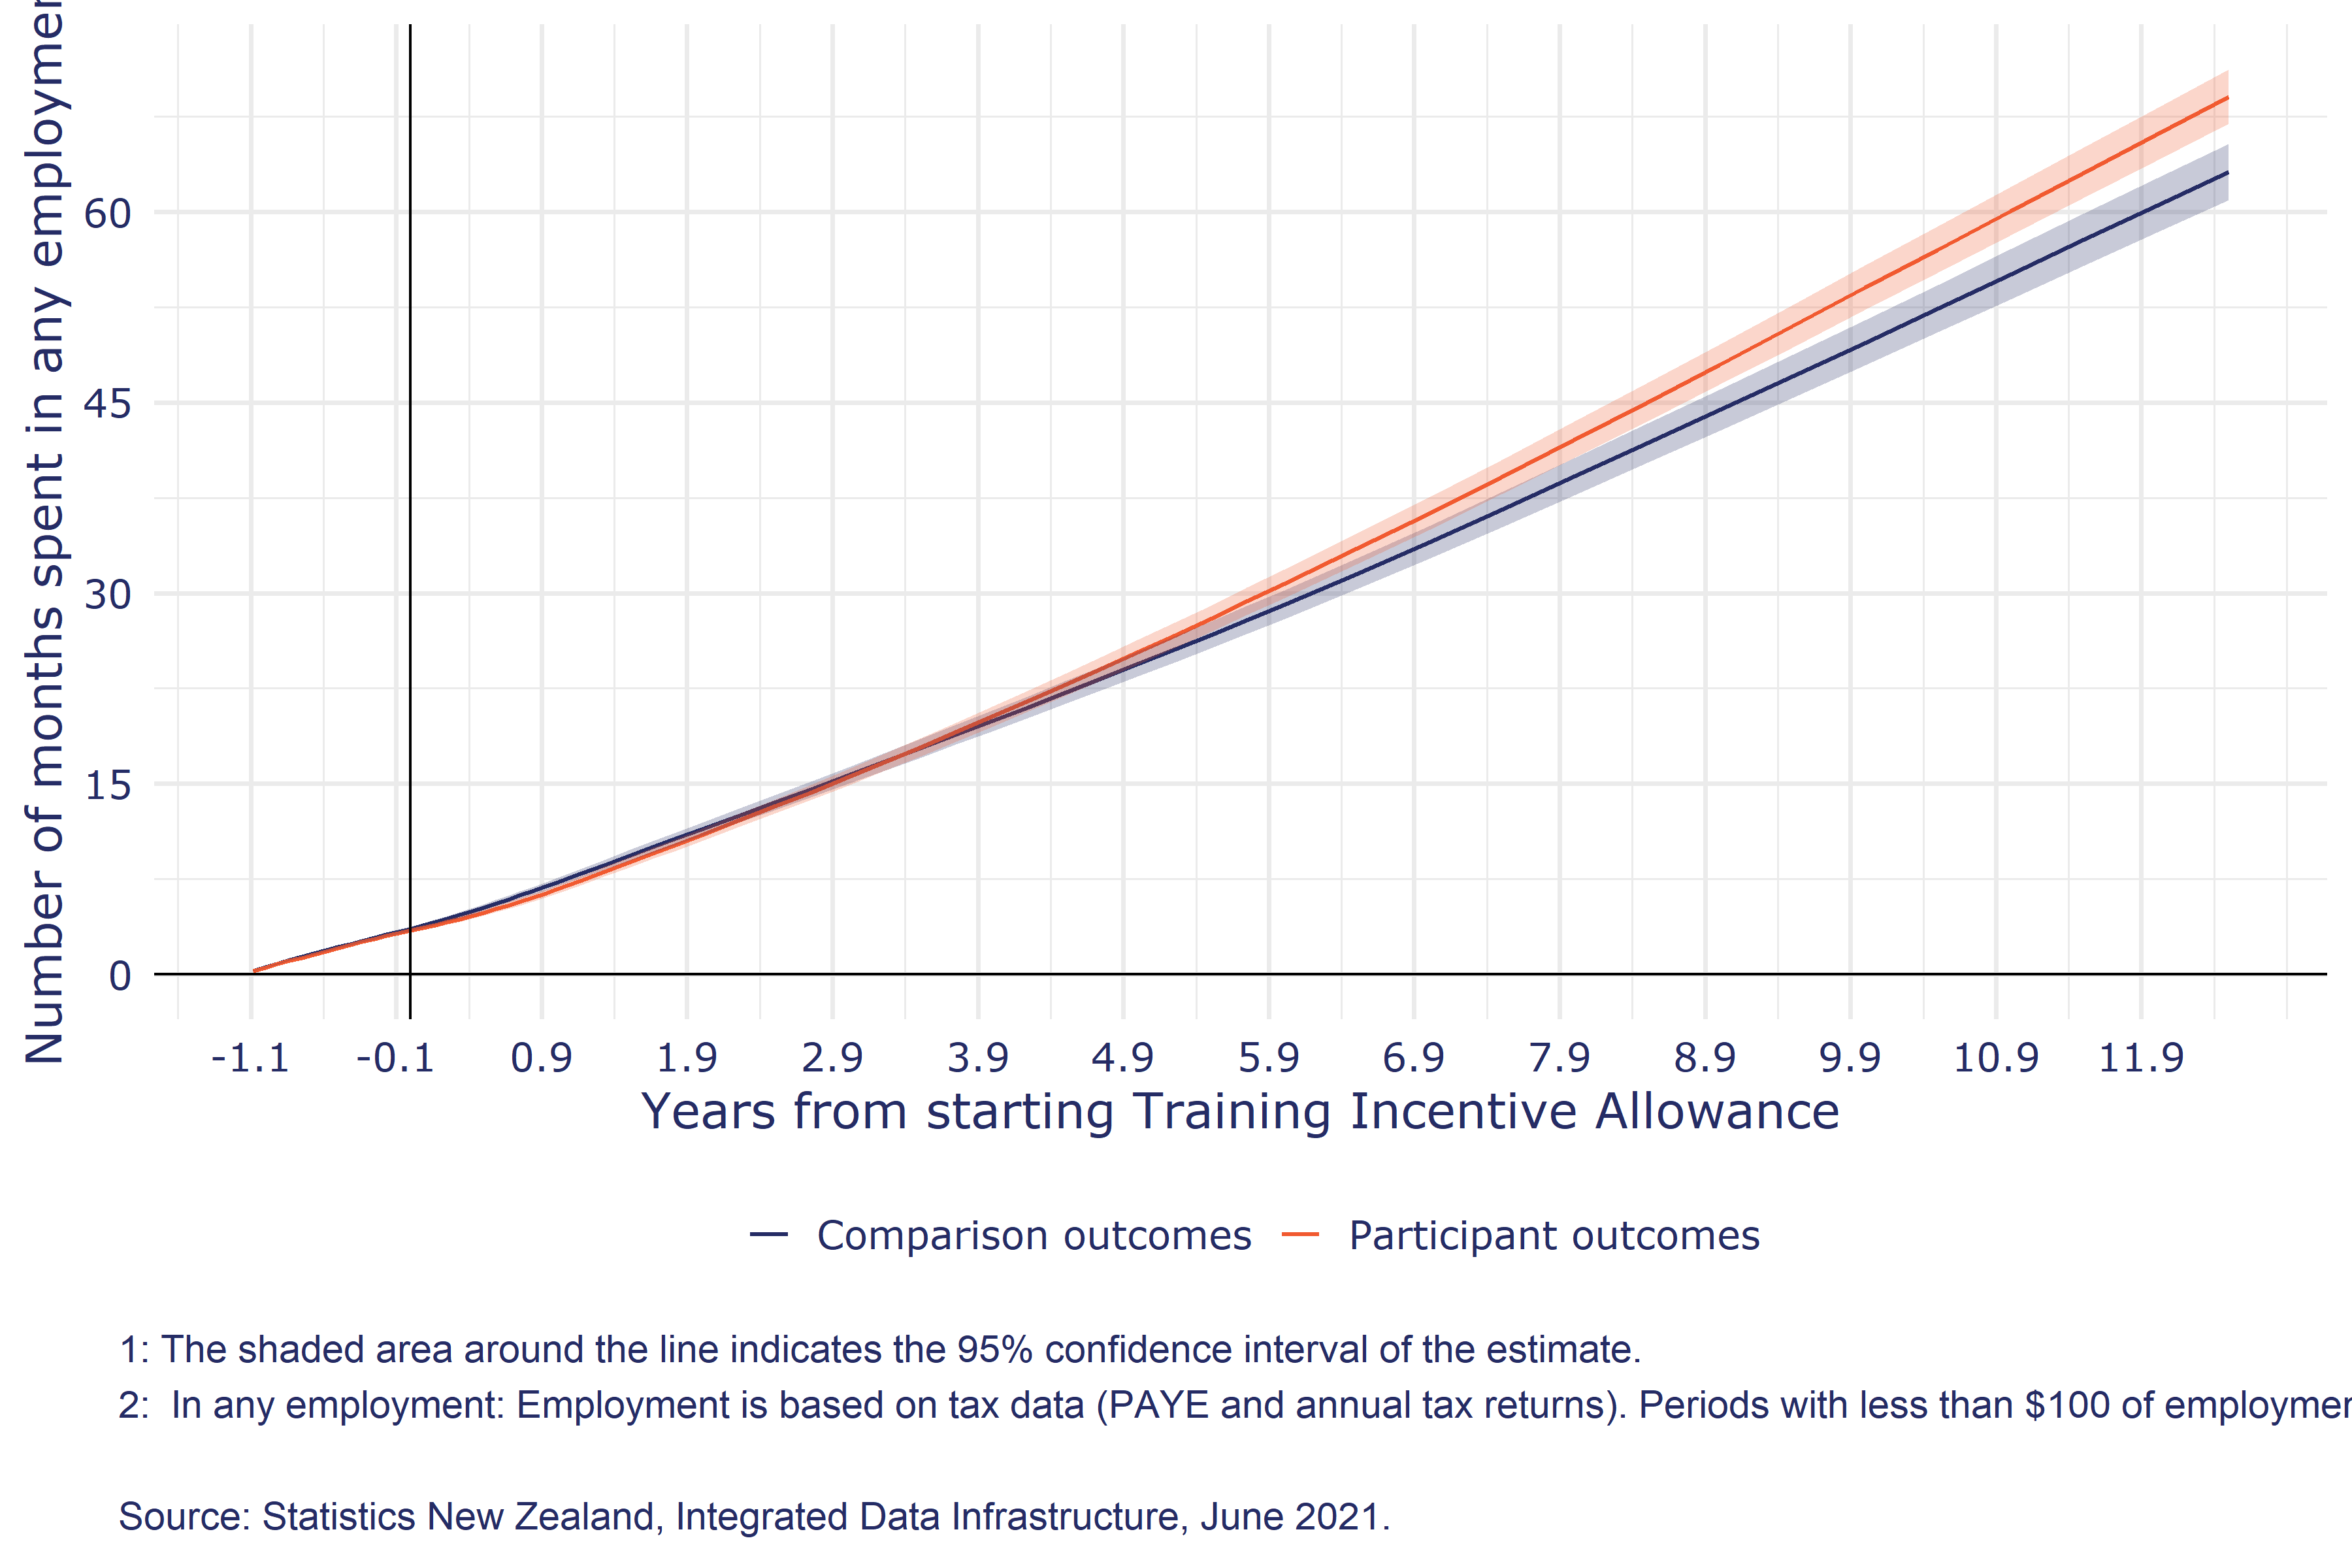 Number of months spent in any
60
45
30
15
0
-1.1 -0.1 0.9 1.9 2.9 3.9 4.9 5.9 6.9 7.9 8.9 9.9 10.9 11.9
Years from starting Training Incentive Allowance
Comparison outcomes Participant outcomes
1: The shaded area around the line indicates the 95% confidence interval of the estimate.
2: In any employment: Employment is based on tax data (PAYE and annual tax returns). Periods with less than $100 of
Source: Statistics New Zealand, Integrated Data Infrastructure, June 2021.